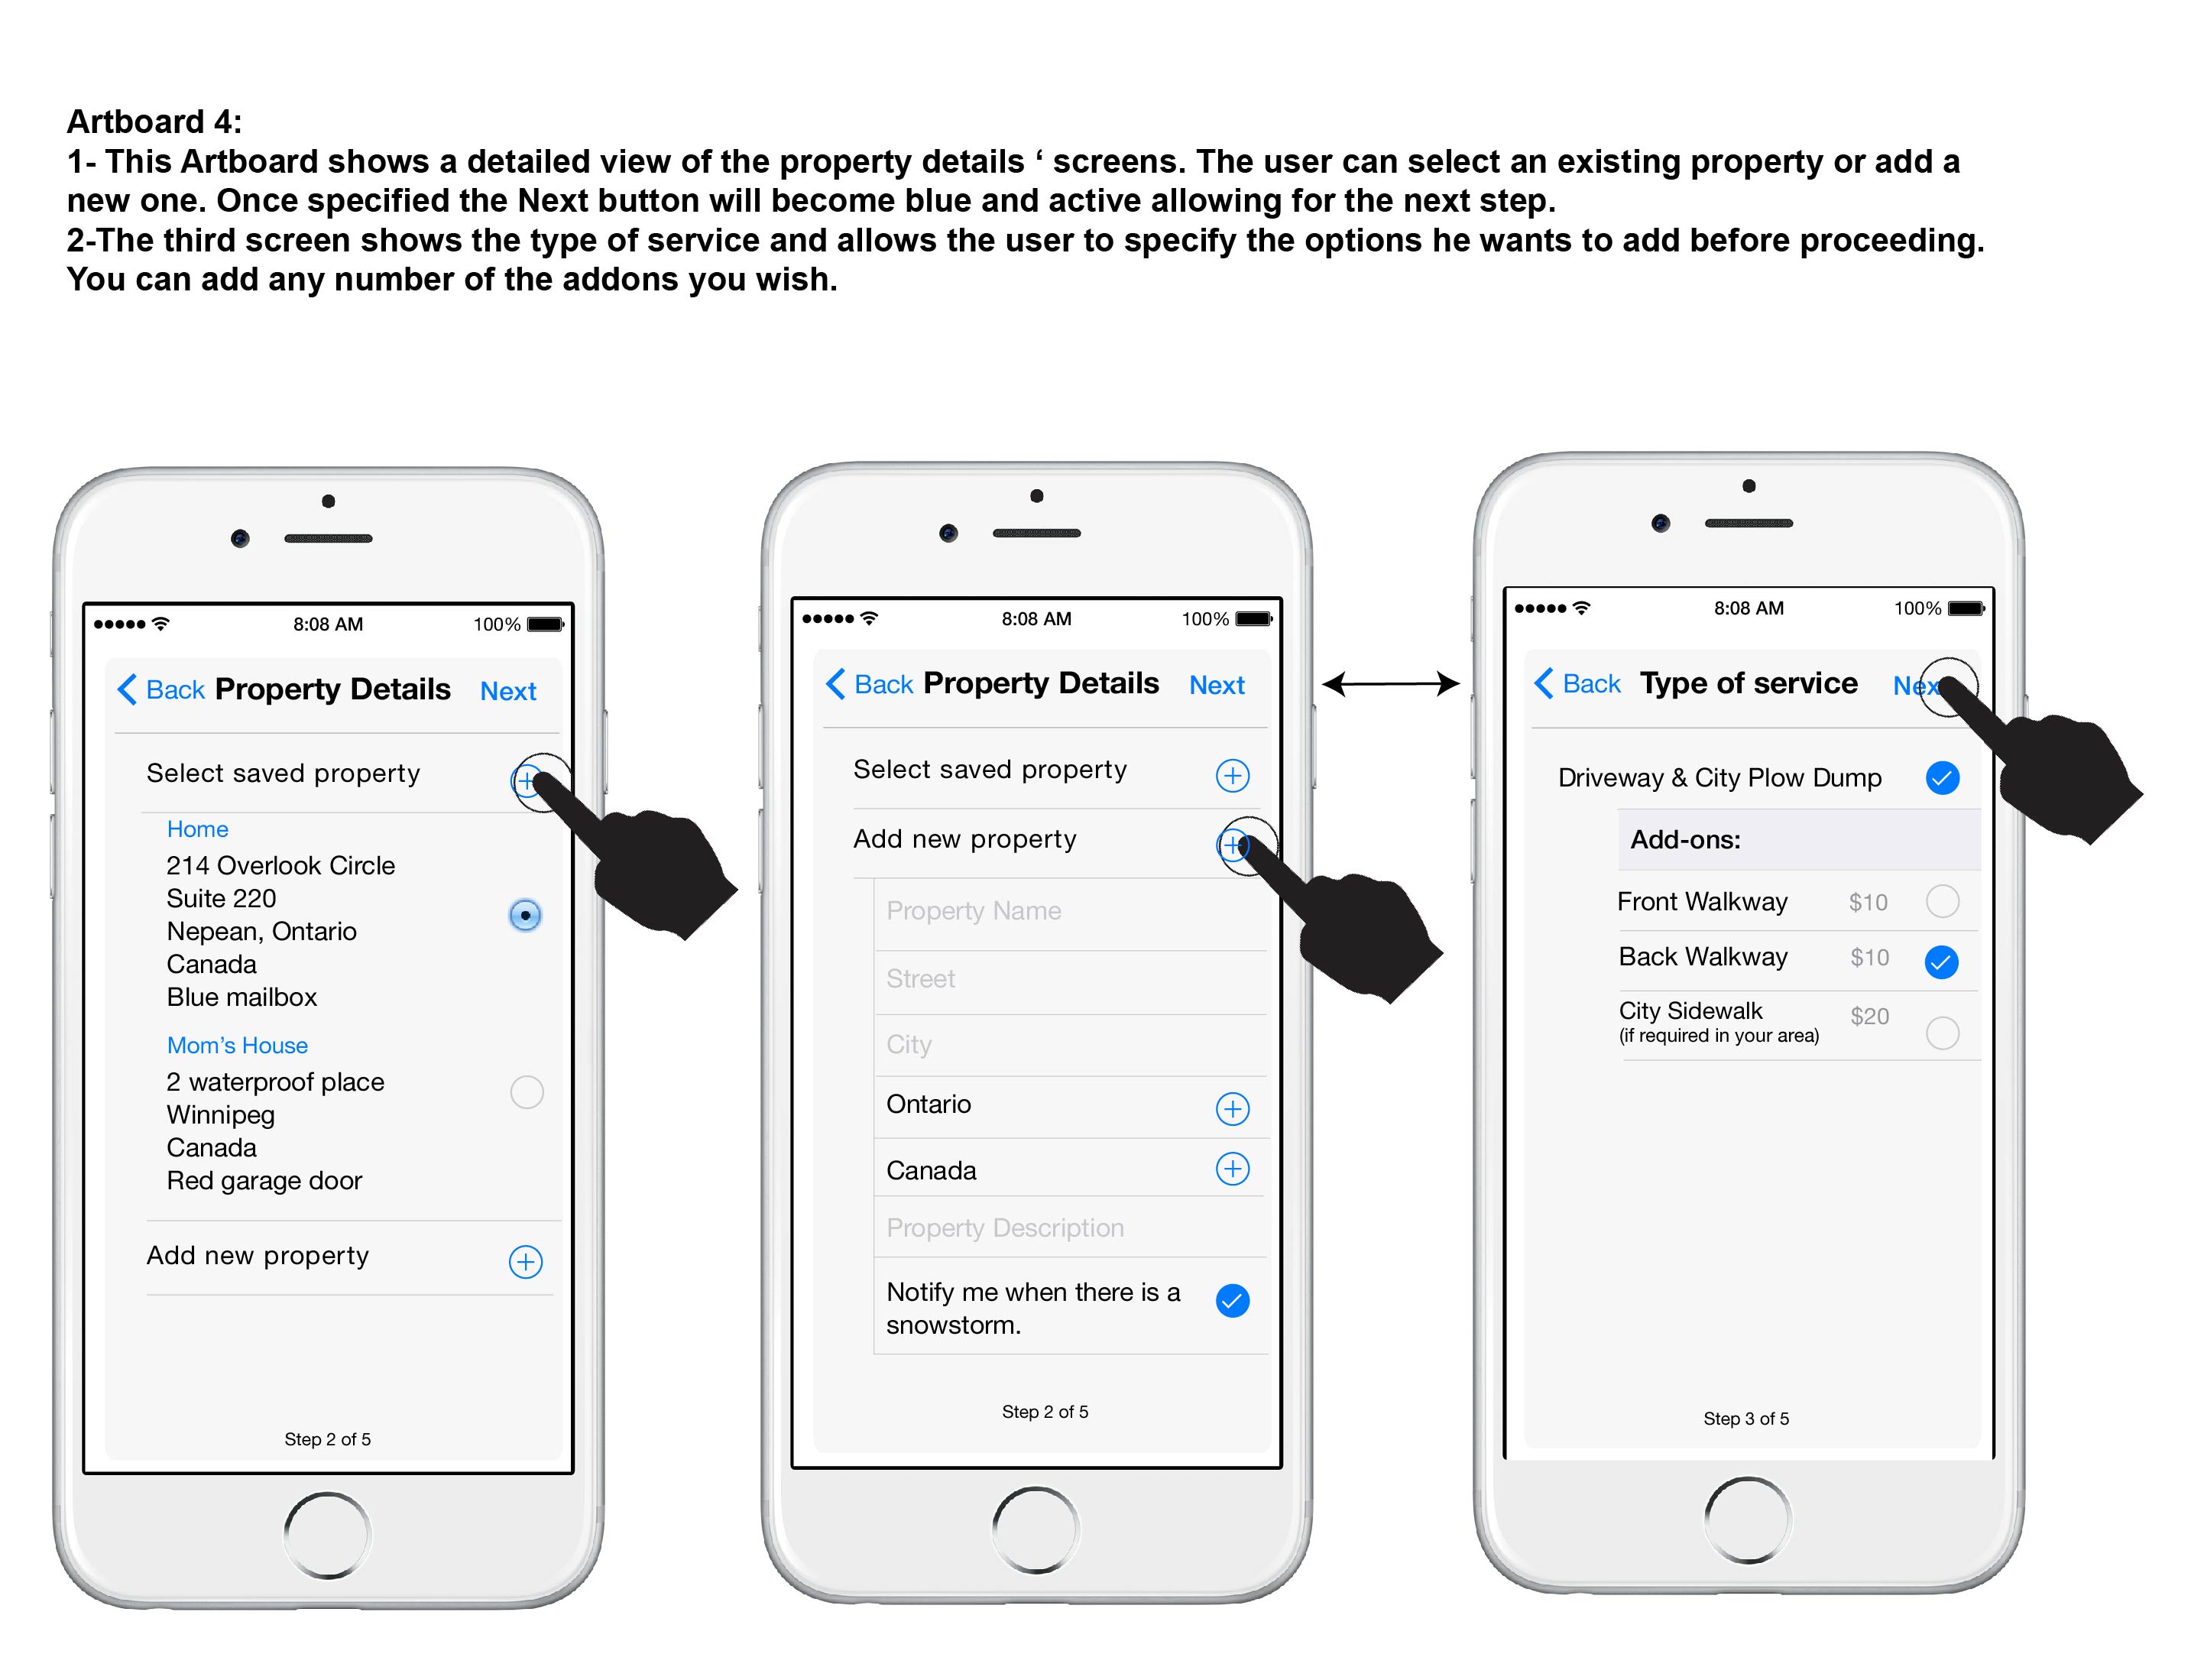 Artboard 4:
1- This Artboard shows a detailed view of the property details ‘ screens. The user can select an existing property or add a
new one. Once specified the Next button will become blue and active allowing for the next step.
2-The third screen shows the type of service and allows the user to specify the options he wants to add before proceeding.
You can add any number of the addons you wish.
8:08 AM 100%
Back Property Details Next
Select saved property
Home
214 Overlook Circle
Suite 220
Nepean, Ontario
Canada
Blue mailbox
Mom’s House
2 waterproof place
Winnipeg
Canada
Red garage door
Add new property
Step 2 of 5
8:08 AM 100%
Back Property Details Next
Select saved property
Add new property
Property Name
Street
City
Ontario
Canada
Property Description
Notify me when there is a
snowstorm.
Step 2 of 5
8:08 AM 100%
Back Type of service Nex
Driveway & City Plow Dump
Add-ons:
Front Walkway $10
Back Walkway $10
City Sidewalk $20
(if required in your area)
Step 3 of 5